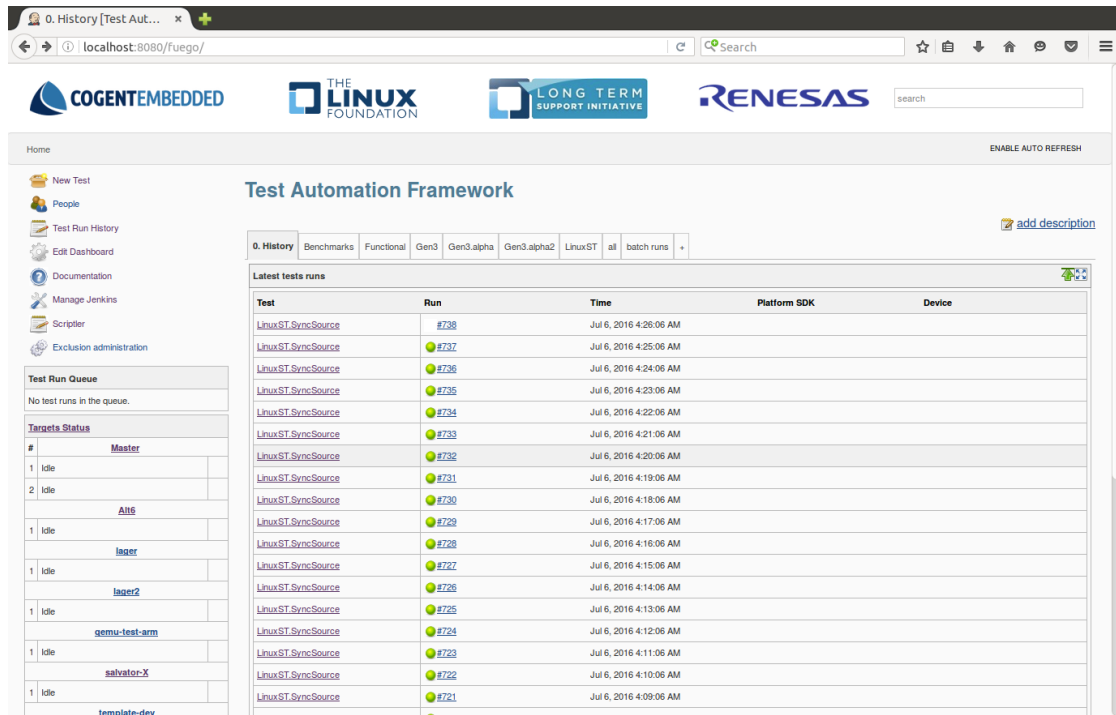 0. History [Test Aut...
localhost:8080/fuego/
Search
COGENTEMBEDDED
THE LINUX FOUNDATION
LONG TERM SUPPORT INITIATIVE
RENESAS
search
Home
ENABLE AUTO REFRESH
New Test
People
Test Run History
Edit Dashboard
Documentation
Manage Jenkins
Scriptler
Exclusion administration
Test Run Queue
No test runs in the queue.
Targets Status
# Master
1 Idle
2 Idle
Alt6
1 Idle
lager
1 Idle
lager2
1 Idle
qemu-test-arm
1 Idle
salvator-X
1 Idle
template-dev
Test Automation Framework
add description
0. History Benchmarks Functional Gen3 Gen3.alpha Gen3.alpha2 LinuxST all batch runs +
Latest tests runs
Test Run Time Platform SDK Device
LinuxST.SyncSource #738 Jul 6, 2016 4:26:06 AM
LinuxST.SyncSource #737 Jul 6, 2016 4:25:06 AM
LinuxST.SyncSource #736 Jul 6, 2016 4:24:06 AM
LinuxST.SyncSource #735 Jul 6, 2016 4:23:06 AM
LinuxST.SyncSource #734 Jul 6, 2016 4:22:06 AM
LinuxST.SyncSource #733 Jul 6, 2016 4:21:06 AM
LinuxST.SyncSource #732 Jul 6, 2016 4:20:06 AM
LinuxST.SyncSource #731 Jul 6, 2016 4:19:06 AM
LinuxST.SyncSource #730 Jul 6, 2016 4:18:06 AM
LinuxST.SyncSource #729 Jul 6, 2016 4:17:06 AM
LinuxST.SyncSource #728 Jul 6, 2016 4:16:06 AM
LinuxST.SyncSource #727 Jul 6, 2016 4:15:06 AM
LinuxST.SyncSource #726 Jul 6, 2016 4:14:06 AM
LinuxST.SyncSource #725 Jul 6, 2016 4:13:06 AM
LinuxST.SyncSource #724 Jul 6, 2016 4:12:06 AM
LinuxST.SyncSource #723 Jul 6, 2016 4:11:06 AM
LinuxST.SyncSource #722 Jul 6, 2016 4:10:06 AM
LinuxST.SyncSource #721 Jul 6, 2016 4:09:06 AM